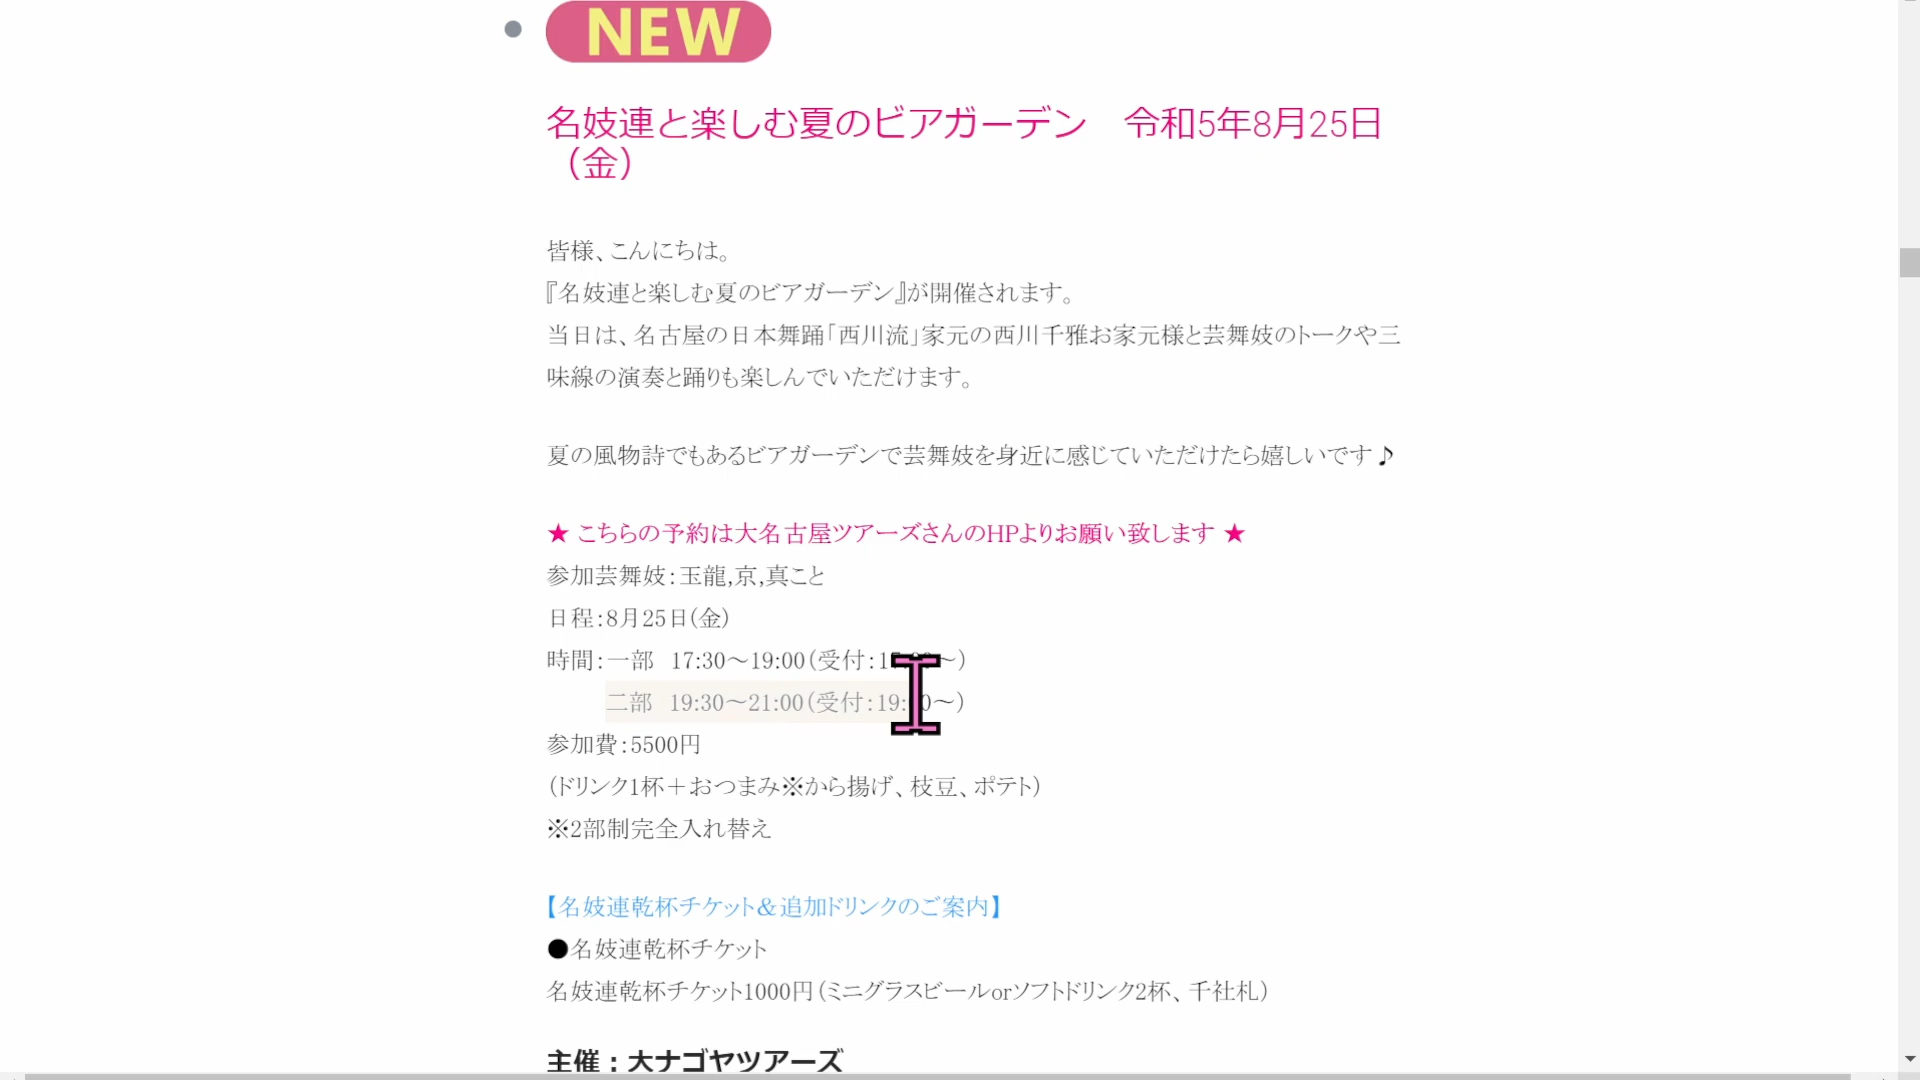 NEW
名妓連と楽しむ夏のビアガーデン　令和5年8月25日
（金）
皆様、こんにちは。
『名妓連と楽しむ夏のビアガーデン』が開催されます。
当日は、名古屋の日本舞踊「西川流」家元の西川千雅お家元様と芸舞妓のトークや三
味線の演奏と踊りも楽しんでいただけます。
夏の風物詩でもあるビアガーデンで芸舞妓を身近に感じていただけたら嬉しいです♪
★ こちらの予約は大名古屋ツアーズさんのHPよりお願い致します ★
参加芸舞妓：玉龍,京,真こと
日程：8月25日（金）
時間：一部　17:30～19:00（受付：～）
二部　19:30～21:00（受付：19:～）
参加費：5500円
（ドリンク1杯＋おつまみ※から揚げ、枝豆、ポテト）
※2部制完全入れ替え
【名妓連乾杯チケット＆追加ドリンクのご案内】
●名妓連乾杯チケット
名妓連乾杯チケット1000円（ミニグラスビールorソフトドリンク2杯、千社札）
主催：大ナゴヤツアーズ